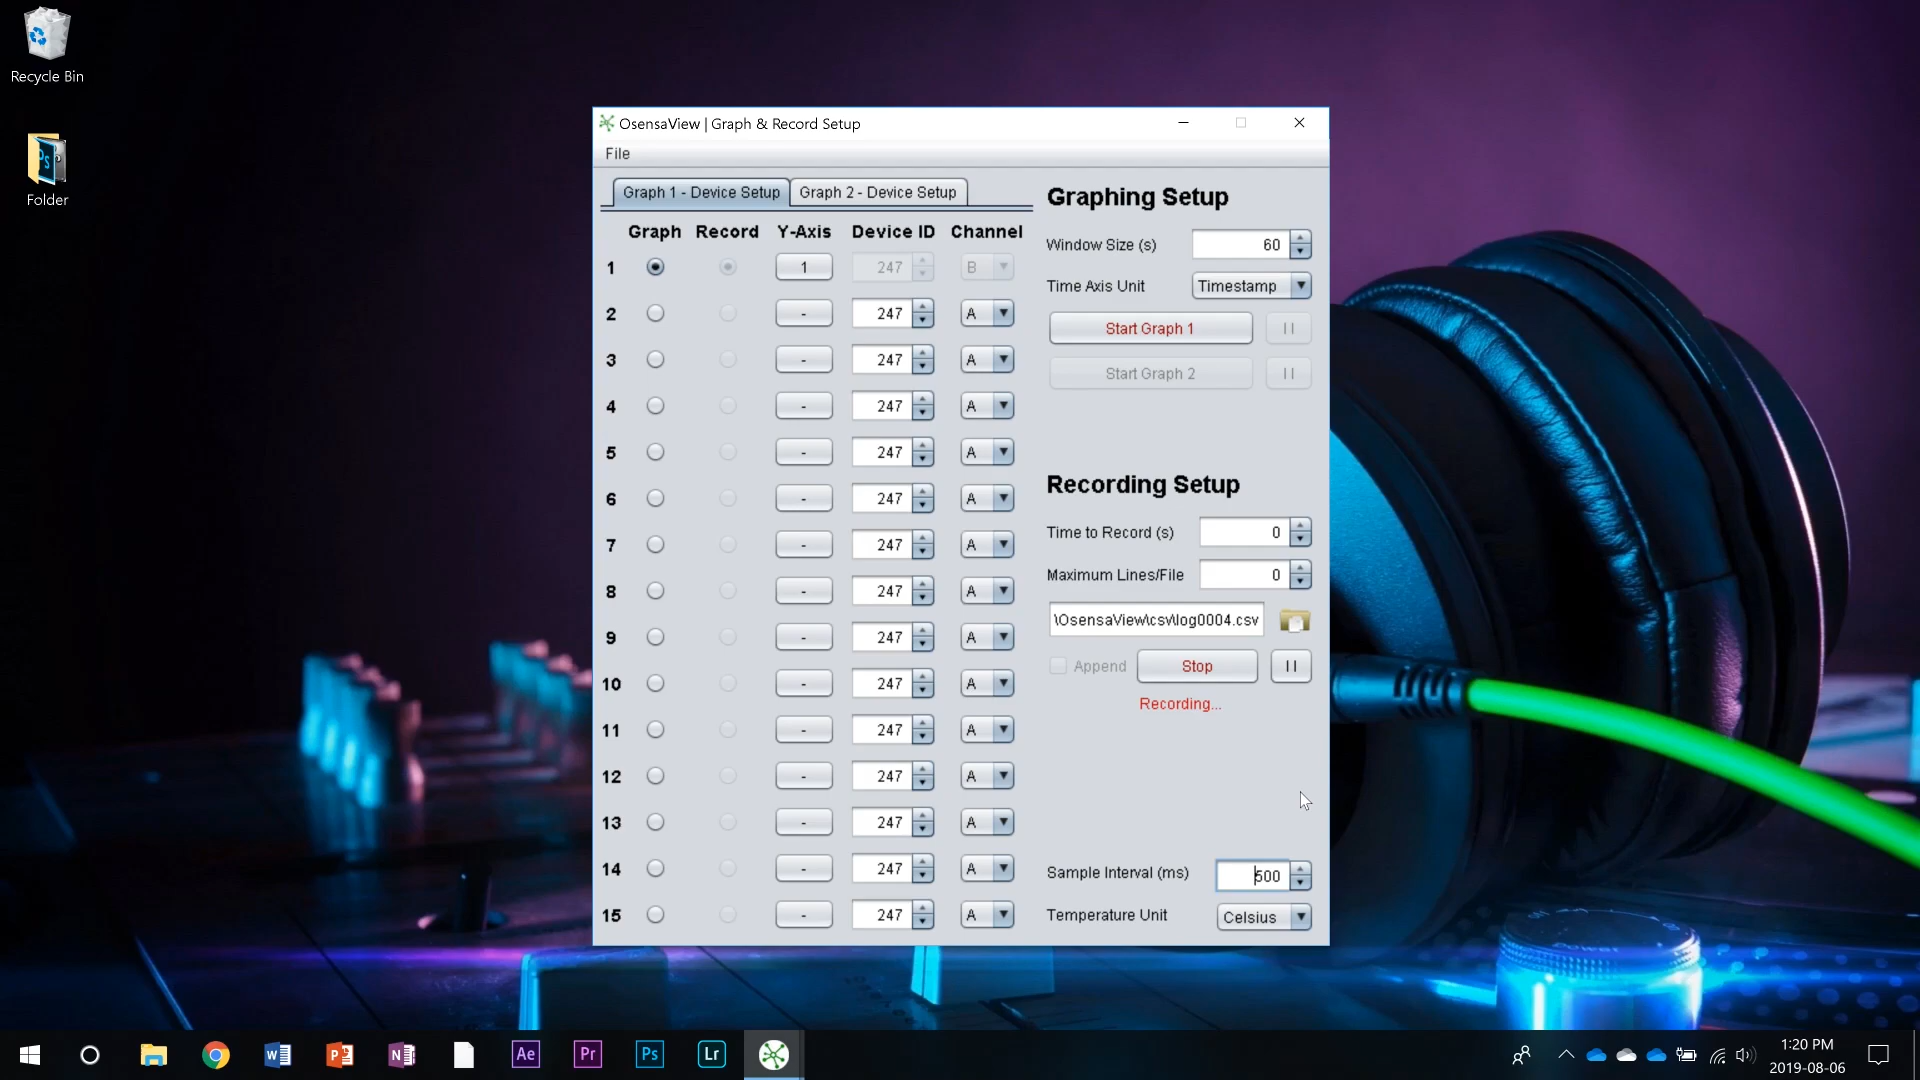 Recycle Bin
Folder
OsensaView | Graph & Record Setup
File
Graph 1 - Device Setup
Graph 2 - Device Setup
Graph Record Y-Axis Device ID Channel
1 1 247 B
2 - 247 A
3 - 247 A
4 - 247 A
5 - 247 A
6 - 247 A
7 - 247 A
8 - 247 A
9 - 247 A
10 - 247 A
11 - 247 A
12 - 247 A
13 - 247 A
14 - 247 A
15 - 247 A
Graphing Setup
Window Size (s) 60
Time Axis Unit Timestamp
Start Graph 1
Start Graph 2
Recording Setup
Time to Record (s) 0
Maximum Lines/File 0
\OsensaView\csv\log0004.csv
Append Stop
Recording...
Sample Interval (ms) 500
Temperature Unit Celsius
Ae Pr Ps Lr
1:20 PM
2019-08-06